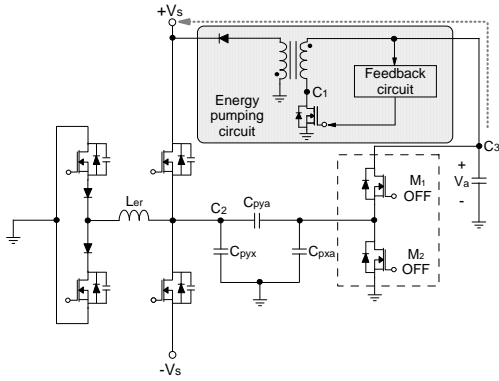 +Vs
Energy
pumping
circuit
C1
Feedback
circuit
C3
+
Va
-
M1
OFF
M2
OFF
Ler
C2
Cpya
Cpyx
Cpxa
-Vs